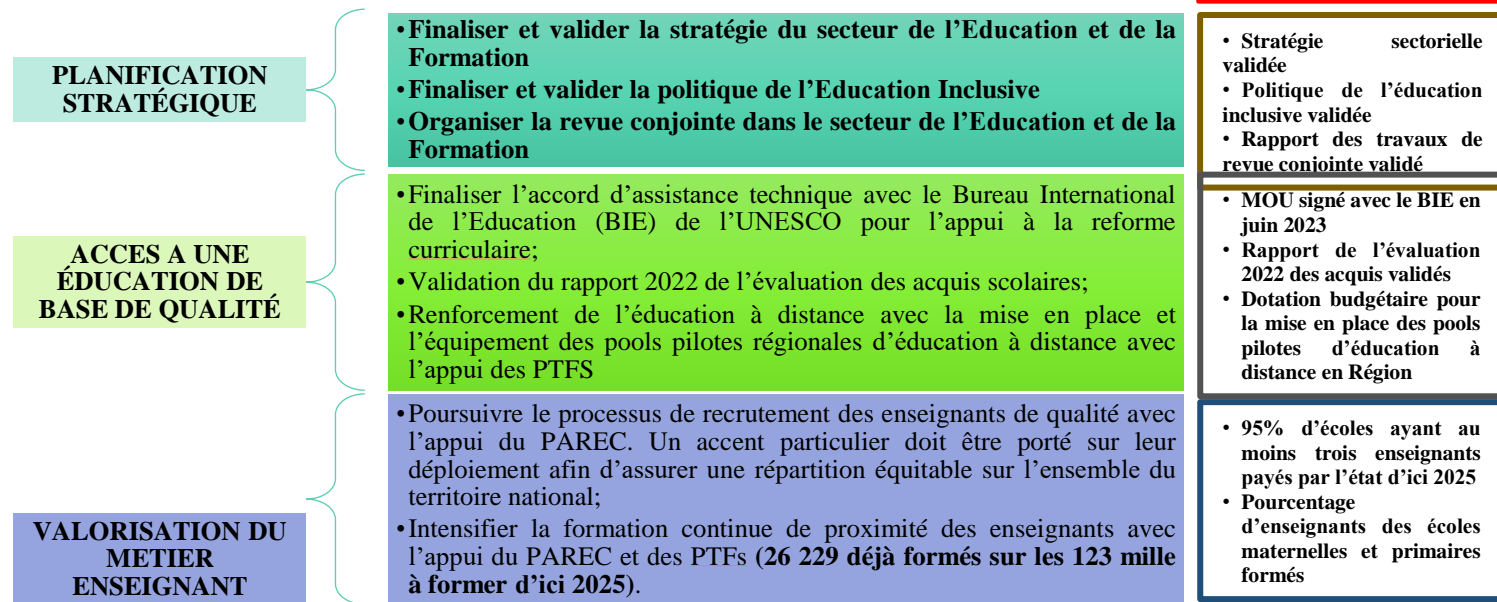 PLANIFICATION
STRATÉGIQUE
•Finaliser et valider la stratégie du secteur de l’Education et de la
Formation
•Finaliser et valider la politique de l’Education Inclusive
•Organiser la revue conjointe dans le secteur de l’Education et de la
Formation
• Stratégie sectorielle
validée
• Politique de l’éducation
inclusive validée
• Rapport des travaux de
revue conjointe validé
ACCES A UNE
ÉDUCATION DE
BASE DE QUALITÉ
•Finaliser l’accord d’assistance technique avec le Bureau International
de l’Education (BIE) de l’UNESCO pour l’appui à la reforme
curriculaire;
•Validation du rapport 2022 de l’évaluation des acquis scolaires;
•Renforcement de l’éducation à distance avec la mise en place et
l’équipement des pools pilotes régionales d’éducation à distance avec
l’appui des PTFS
• MOU signé avec le BIE en
juin 2023
• Rapport de l’évaluation
2022 des acquis validés
• Dotation budgétaire pour
la mise en place des pools
pilotes d’éducation à
distance en Région
VALORISATION DU
METIER
ENSEIGNANT
•Poursuivre le processus de recrutement des enseignants de qualité avec
l’appui du PAREC. Un accent particulier doit être porté sur leur
déploiement afin d’assurer une répartition équitable sur l’ensemble du
territoire national;
•Intensifier la formation continue de proximité des enseignants avec
l’appui du PAREC et des PTFs (26 229 déjà formés sur les 123 mille
à former d’ici 2025).
• 95% d’écoles ayant au
moins trois enseignants
payés par l’état d’ici 2025
• Pourcentage
d’enseignants des écoles
maternelles et primaires
formés